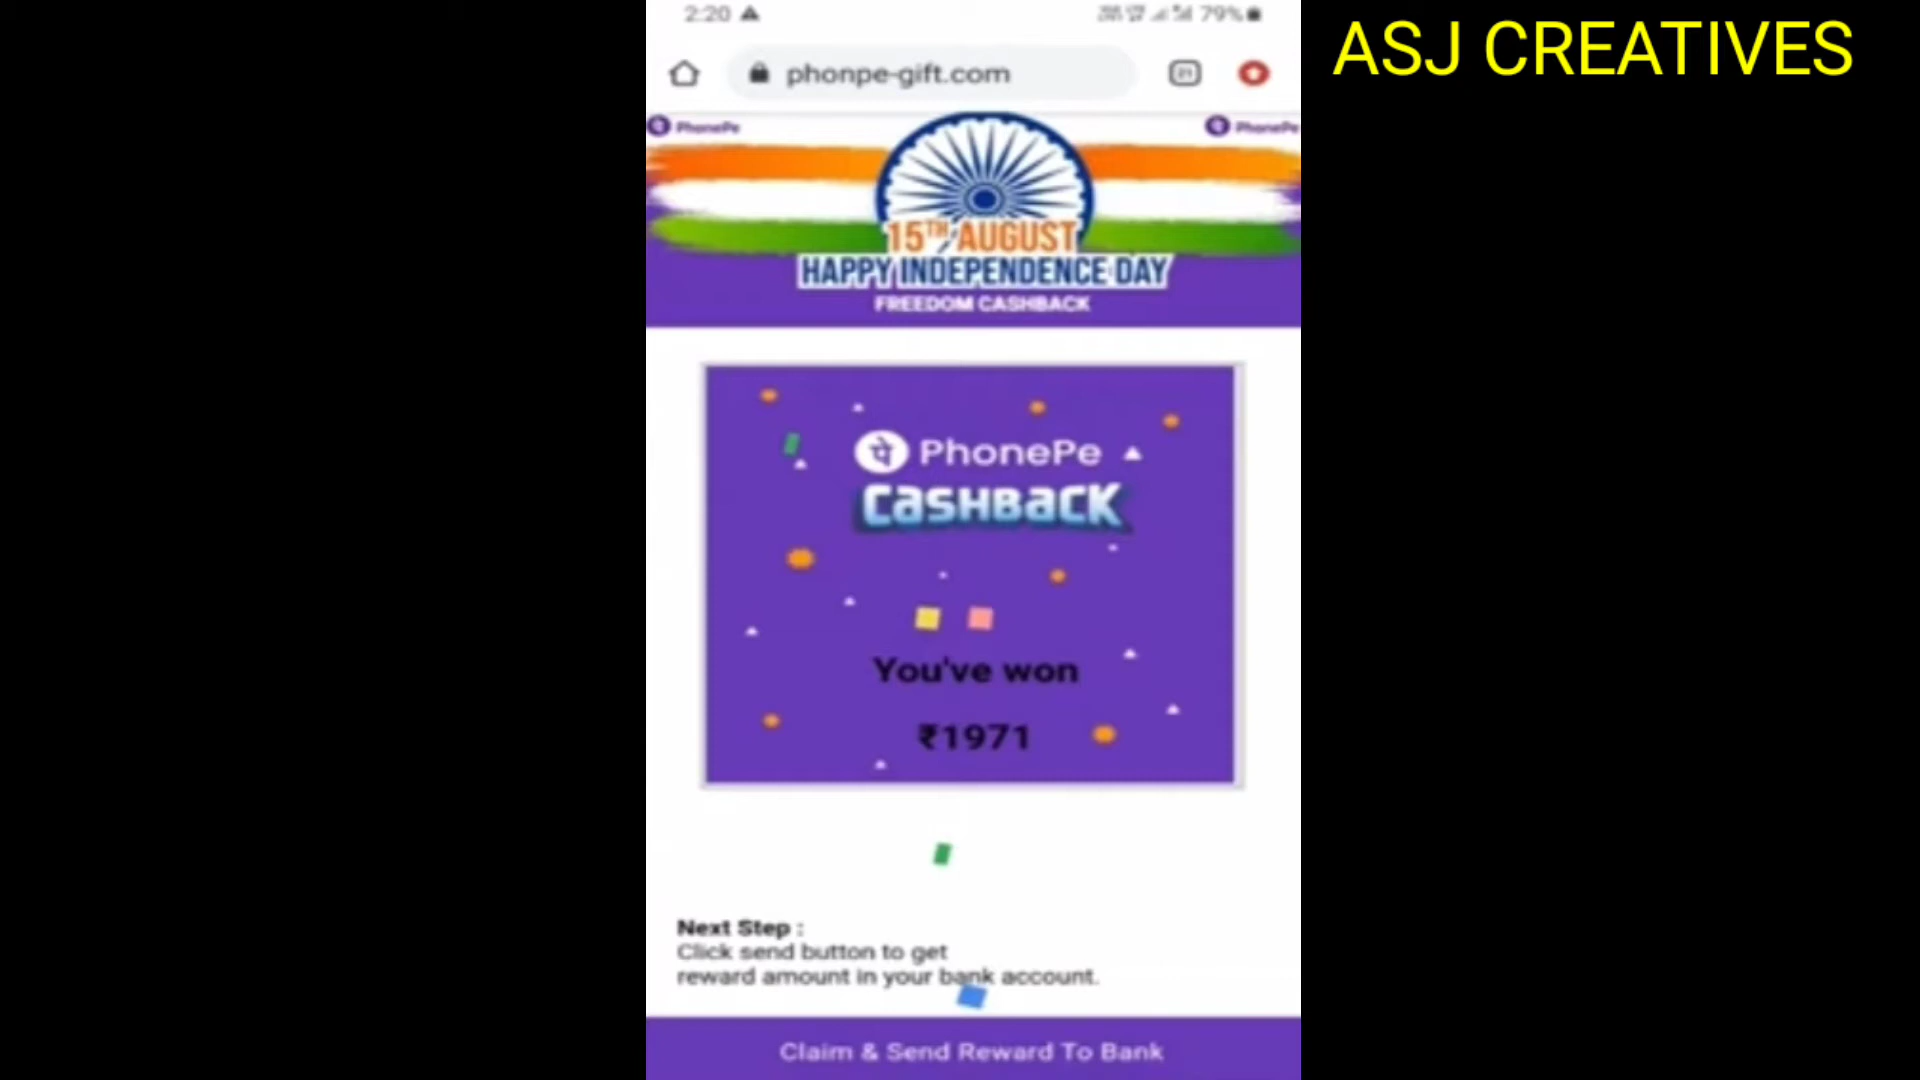 ASJ CREATIVES
2:20
79%
phonpe-gift.com
21
PhonePe
PhonePe
15TH AUGUST
HAPPY INDEPENDENCE DAY
FREEDOM CASHBACK
पे PhonePe
CASHBACK
You've won
₹1971
Next Step :
Click send button to get
reward amount in your bank account.
Claim & Send Reward To Bank